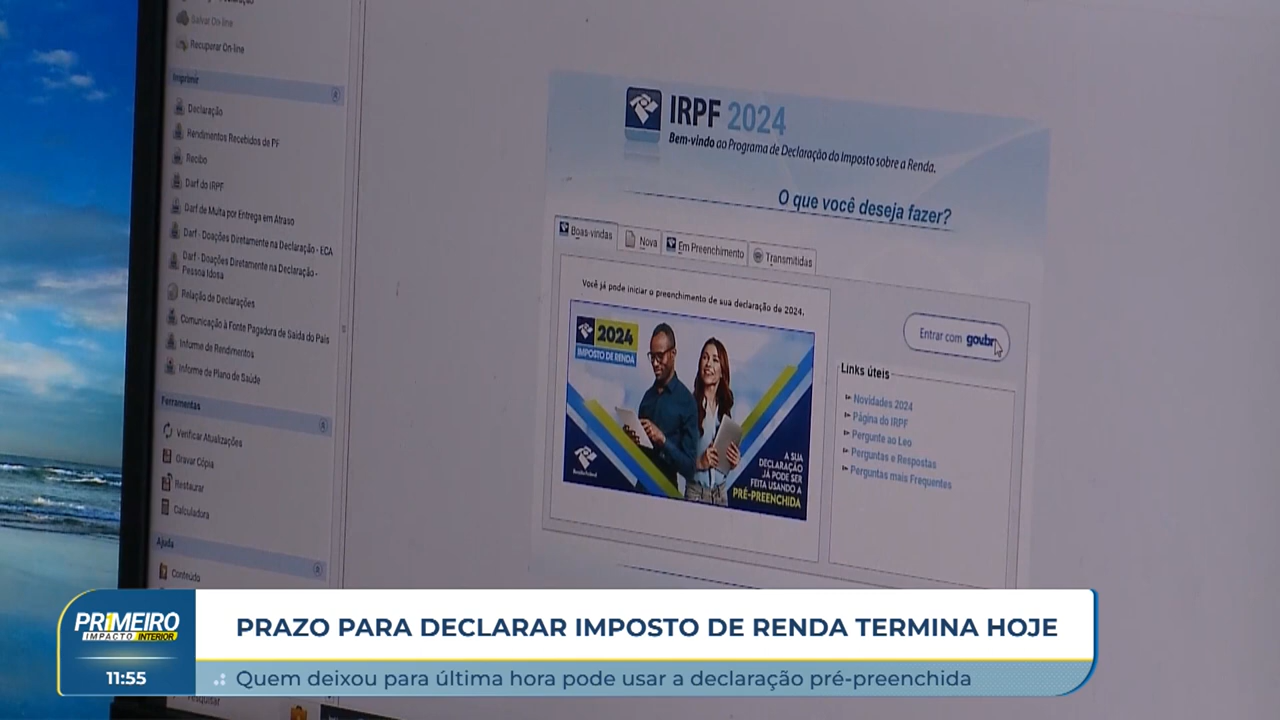 Salvar On-line
Recuperar On-line
Imprimir
Declaração
Rendimentos Recebidos de PF
Recibo
Darf do IRPF
Darf de Multa por Entrega em Atraso
Darf - Doações Diretamente na Declaração - ECA
Darf - Doações Diretamente na Declaração -
Pessoa Idosa
Relação de Declarações
Comunicação à Fonte Pagadora de Saída do País
Informe de Rendimentos
Informe de Plano de Saúde
Ferramentas
Verificar Atualizações
Gravar Cópia
Restaurar
Calculadora
Ajuda
Conteúdo
IRPF 2024
Bem-vindo ao Programa de Declaração do Imposto sobre a Renda.
O que você deseja fazer?
Boas-vindas
Nova
Em Preenchimento
Transmitidas
Você já pode iniciar o preenchimento de sua declaração de 2024.
2024
IMPOSTO DE RENDA
A SUA
DECLARAÇÃO
JÁ PODE SER
FEITA USANDO A
PRÉ-PREENCHIDA
Receita Federal
Entrar com gov.br
Links úteis
Novidades 2024
Página do IRPF
Pergunte ao Leo
Perguntas e Respostas
Perguntas mais Frequentes
PR1MEIRO
IMPACTO INTERIOR
11:55
PRAZO PARA DECLARAR IMPOSTO DE RENDA TERMINA HOJE
Quem deixou para última hora pode usar a declaração pré-preenchida